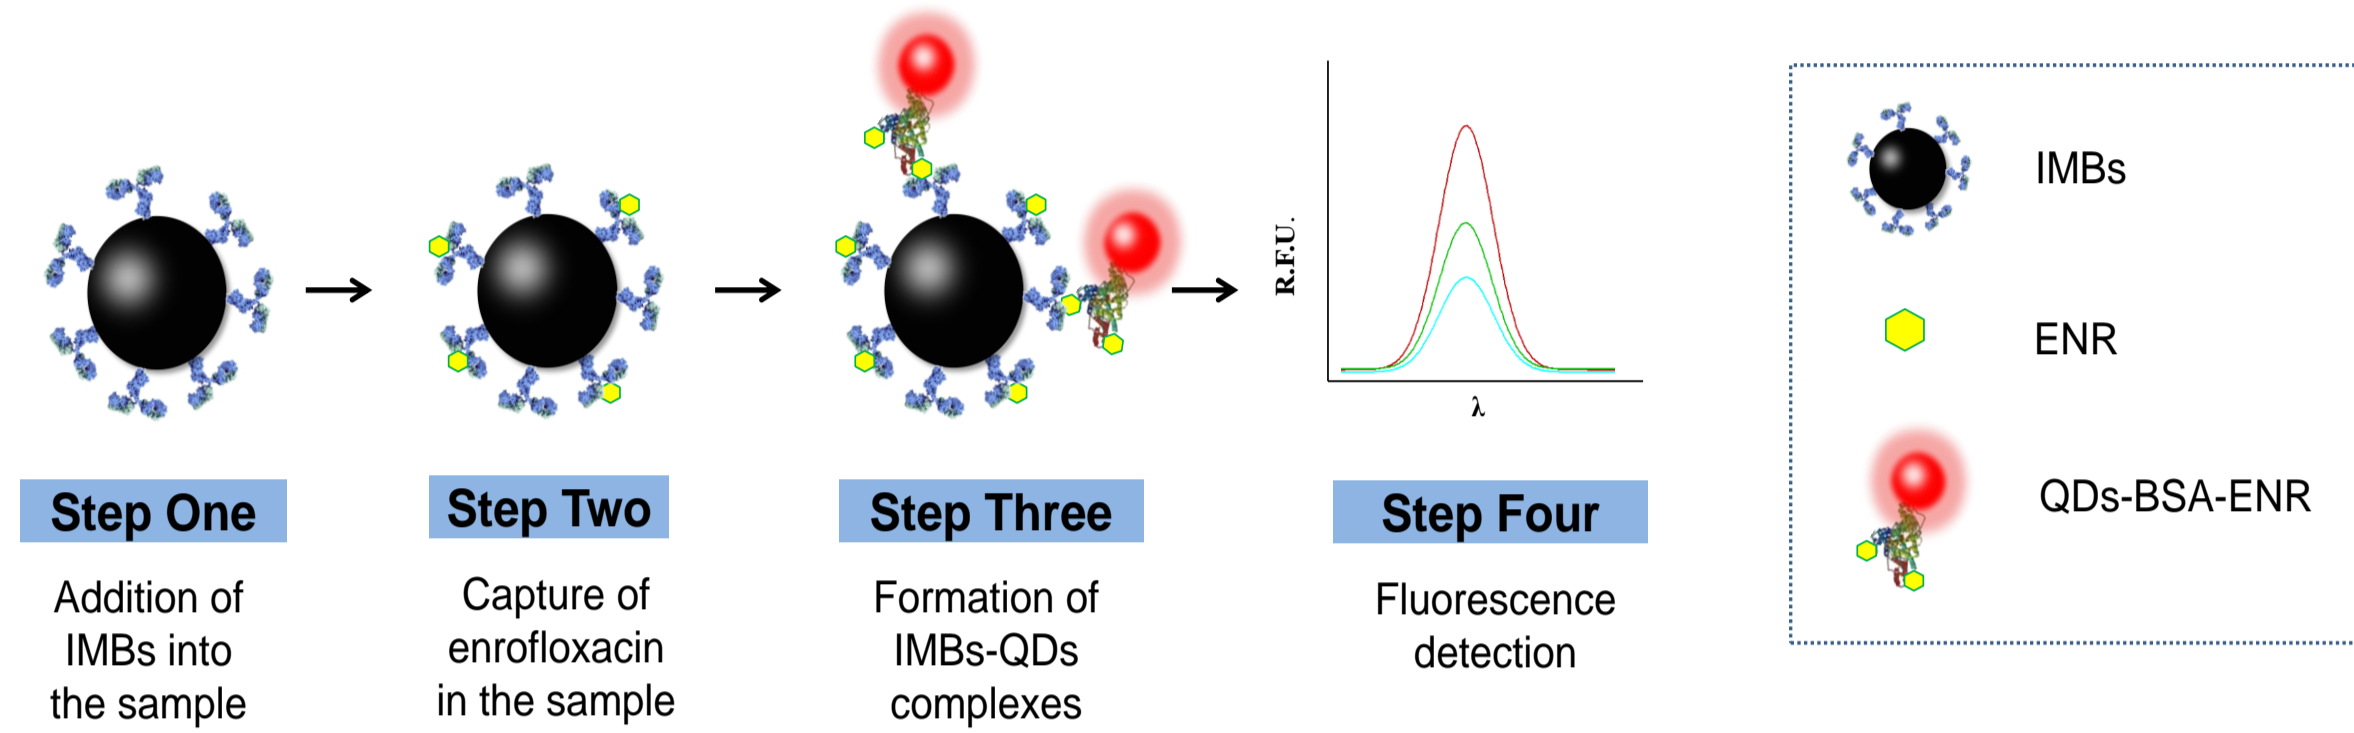 Step One
Addition of
IMBs into
the sample
Step Two
Capture of
enrofloxacin
in the sample
Step Three
Formation of
IMBs-QDs
complexes
R.F.U.
λ
Step Four
Fluorescence
detection
IMBs
ENR
QDs-BSA-ENR